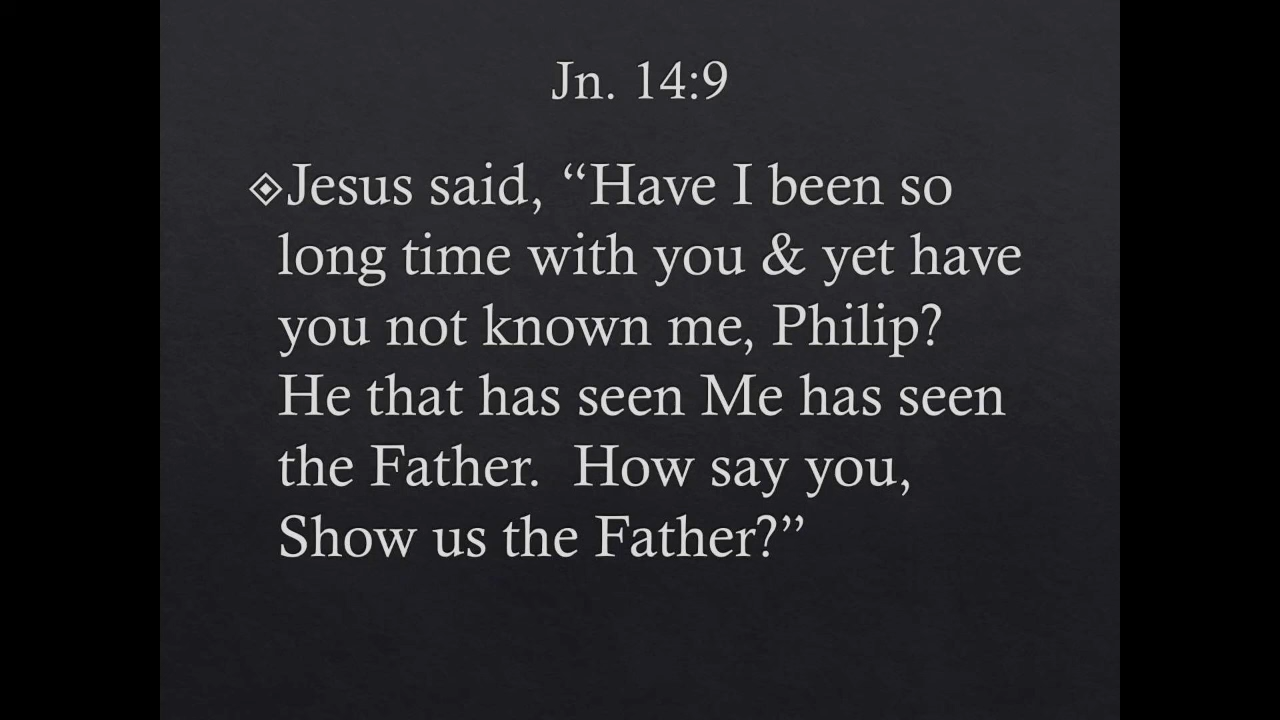 Jn. 14:9
Jesus said, “Have I been so
long time with you & yet have
you not known me, Philip?
He that has seen Me has seen
the Father.  How say you,
Show us the Father?”